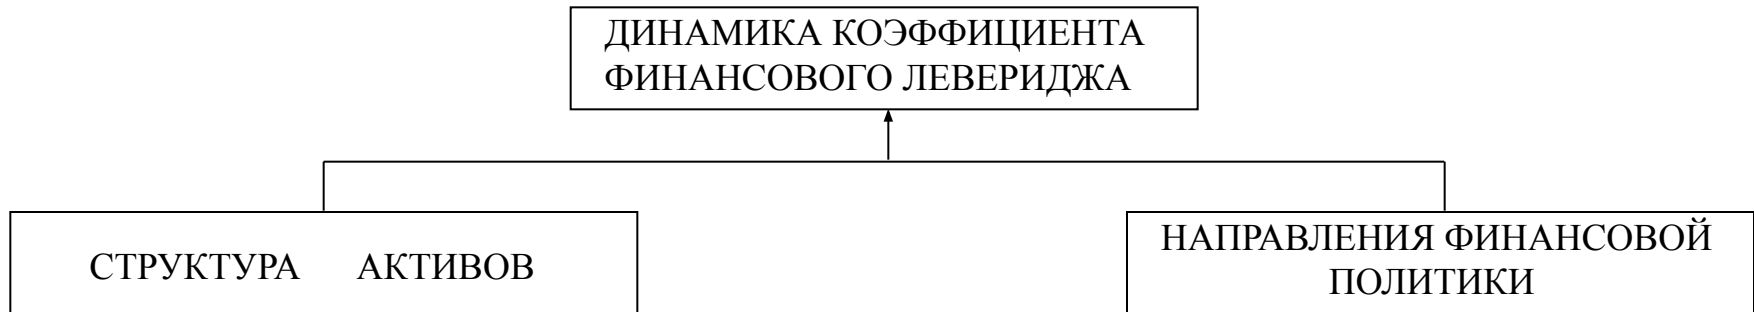 ДИНАМИКА КОЭФФИЦИЕНТА
ФИНАНСОВОГО ЛЕВЕРИДЖА
СТРУКТУРА АКТИВОВ
НАПРАВЛЕНИЯ ФИНАНСОВОЙ
ПОЛИТИКИ